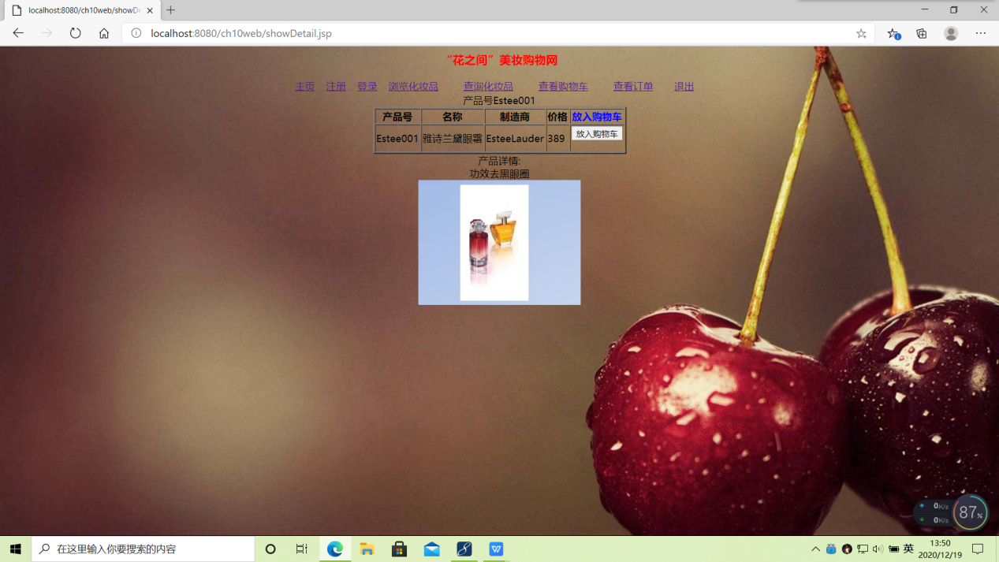 localhost:8080/ch10web/showDe
localhost:8080/ch10web/showDetail.jsp
“花之间”美妆购物网
主页 注册 登录 浏览化妆品 查询化妆品 查看购物车 查看订单 退出
产品号Estee001
产品号 名称 制造商 价格 放入购物车
Estee001 雅诗兰黛眼霜 EsteeLauder 389 放入购物车
产品详情:
功效去黑眼圈
0K/s
0K/s
87%
在这里输入你要搜索的内容
英
13:50
2020/12/19